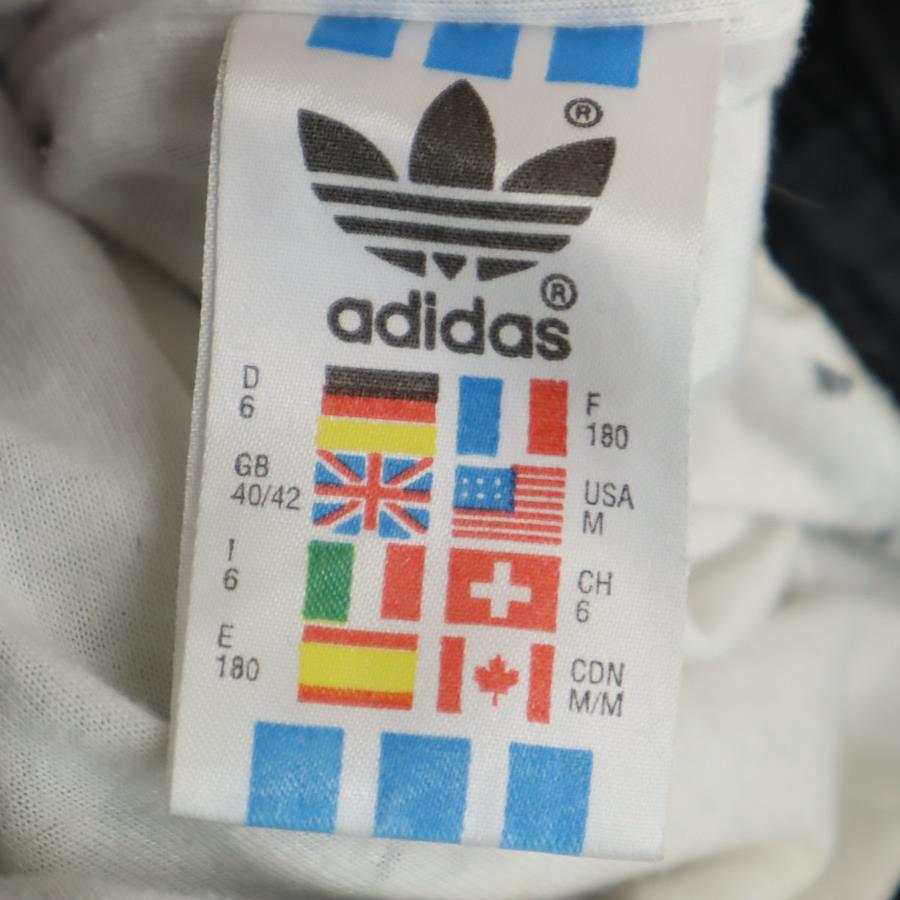 ®
®
adidas
D
6
F
180
GB
40/42
USA
M
I
6
CH
6
E
180
CDN
M/M